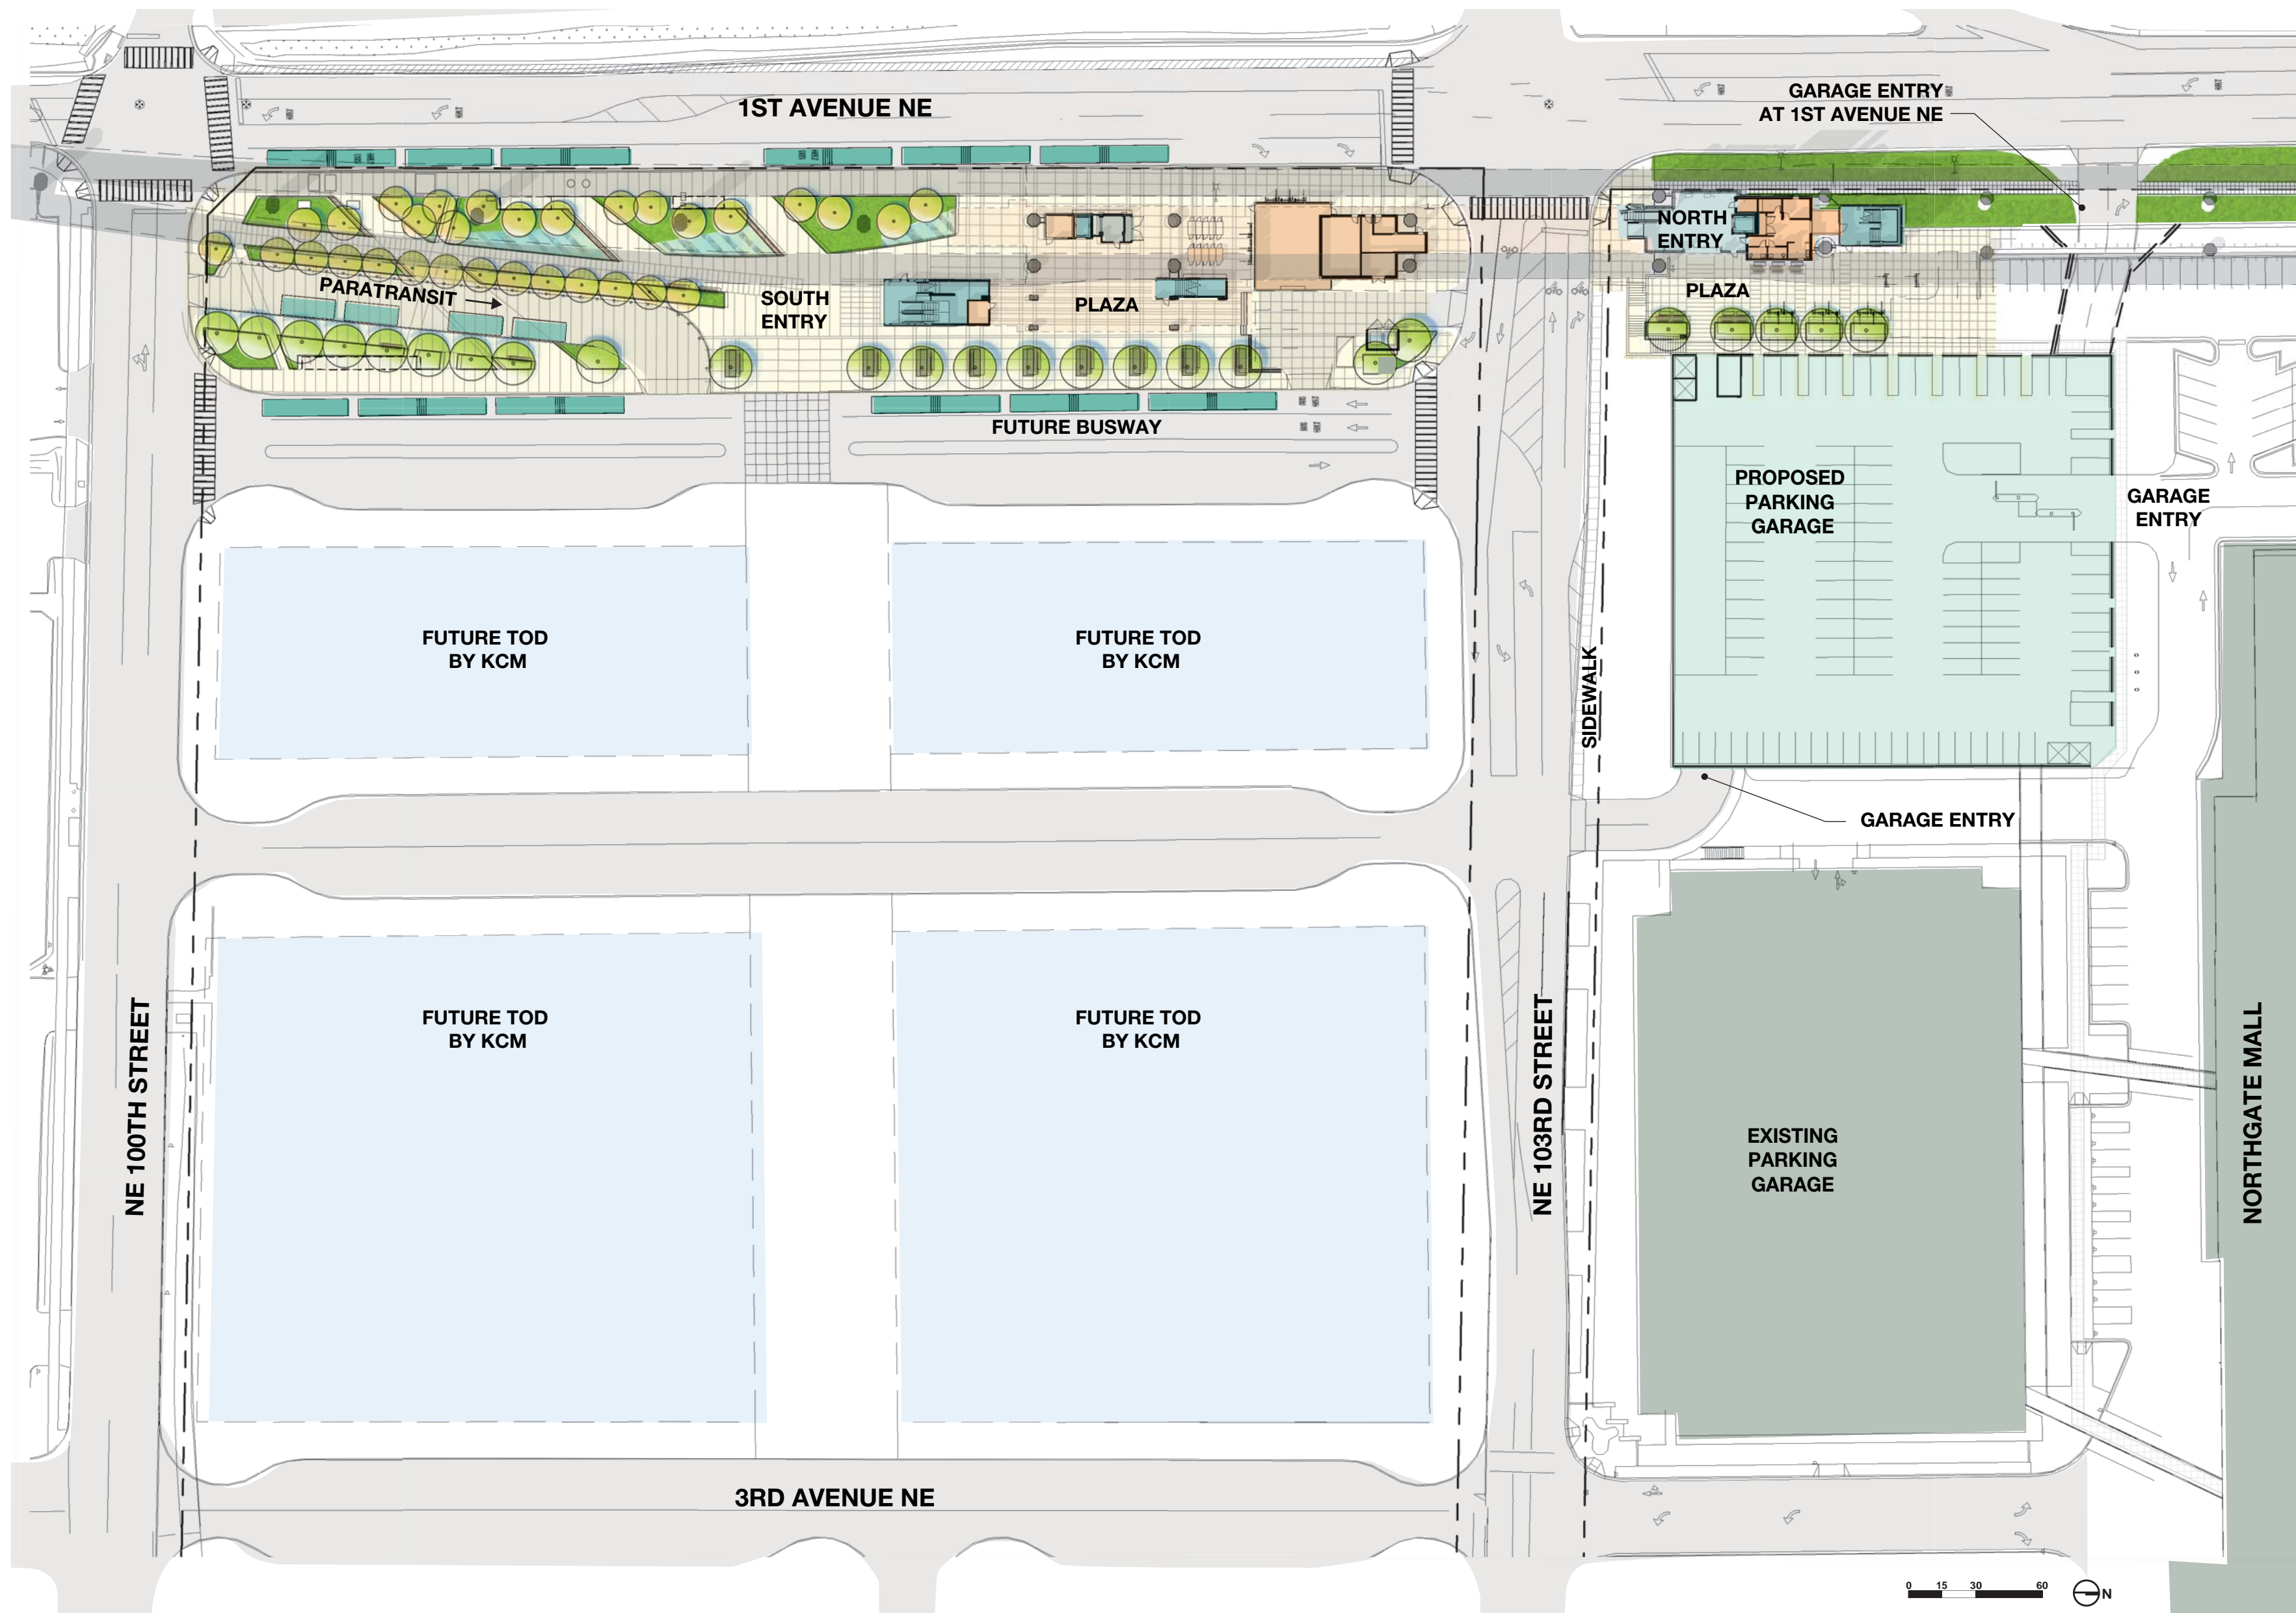 1ST AVENUE NE
GARAGE ENTRY
AT 1ST AVENUE NE
NORTH
ENTRY
PARATRANSIT
SOUTH
ENTRY
PLAZA
PLAZA
FUTURE BUSWAY
PROPOSED
PARKING
GARAGE
GARAGE
ENTRY
FUTURE TOD
BY KCM
FUTURE TOD
BY KCM
SIDEWALK
GARAGE ENTRY
FUTURE TOD
BY KCM
FUTURE TOD
BY KCM
NE 100TH STREET
NE 103RD STREET
EXISTING
PARKING
GARAGE
NORTHGATE MALL
3RD AVENUE NE
0 15 30 60
N